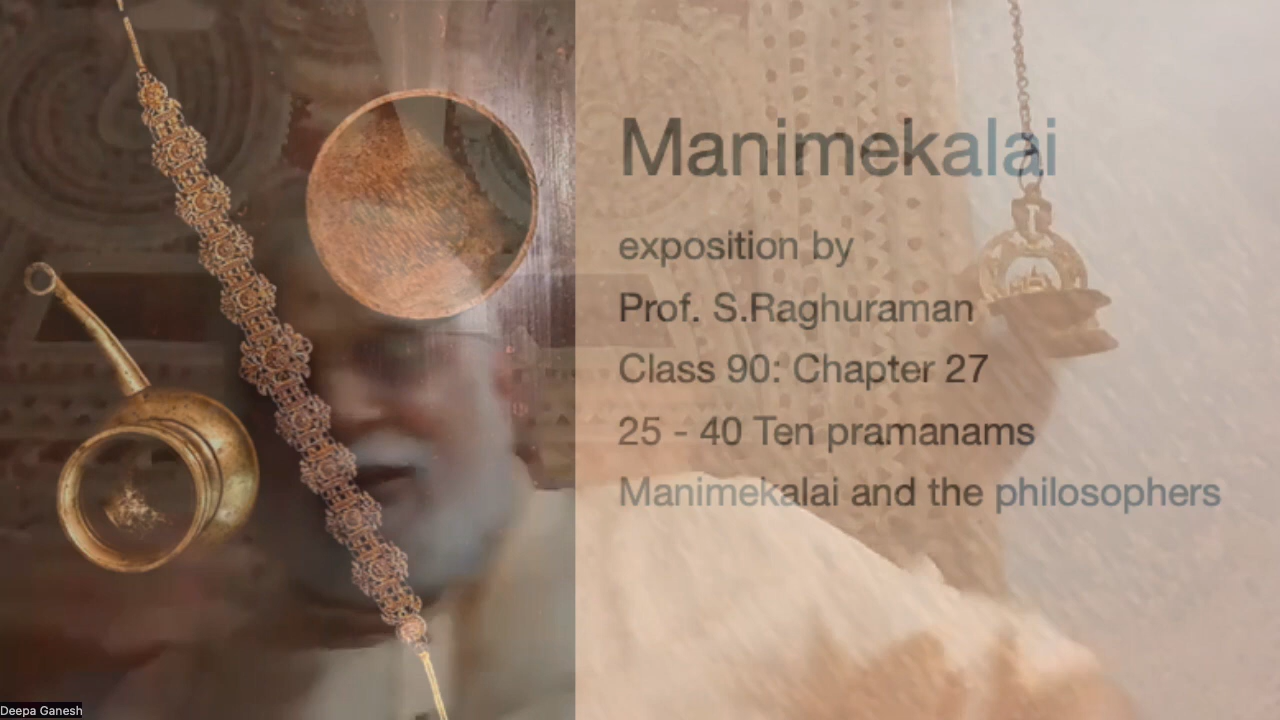 Manimekalai
exposition by
Prof. S.Raghuraman
Class 90: Chapter 27
25 - 40 Ten pramanams
Manimekalai and the philosophers
Deepa Ganesh